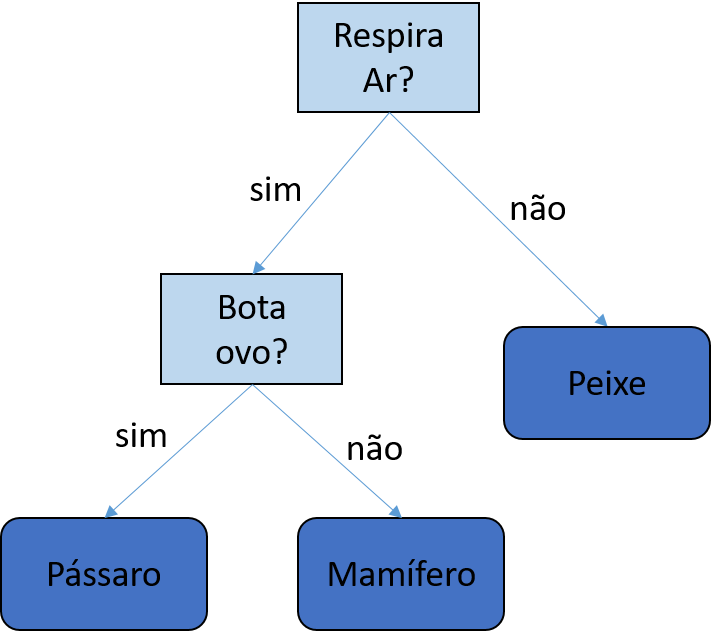 Respira
Ar?
sim
não
Bota
ovo?
Peixe
sim
não
Pássaro
Mamífero